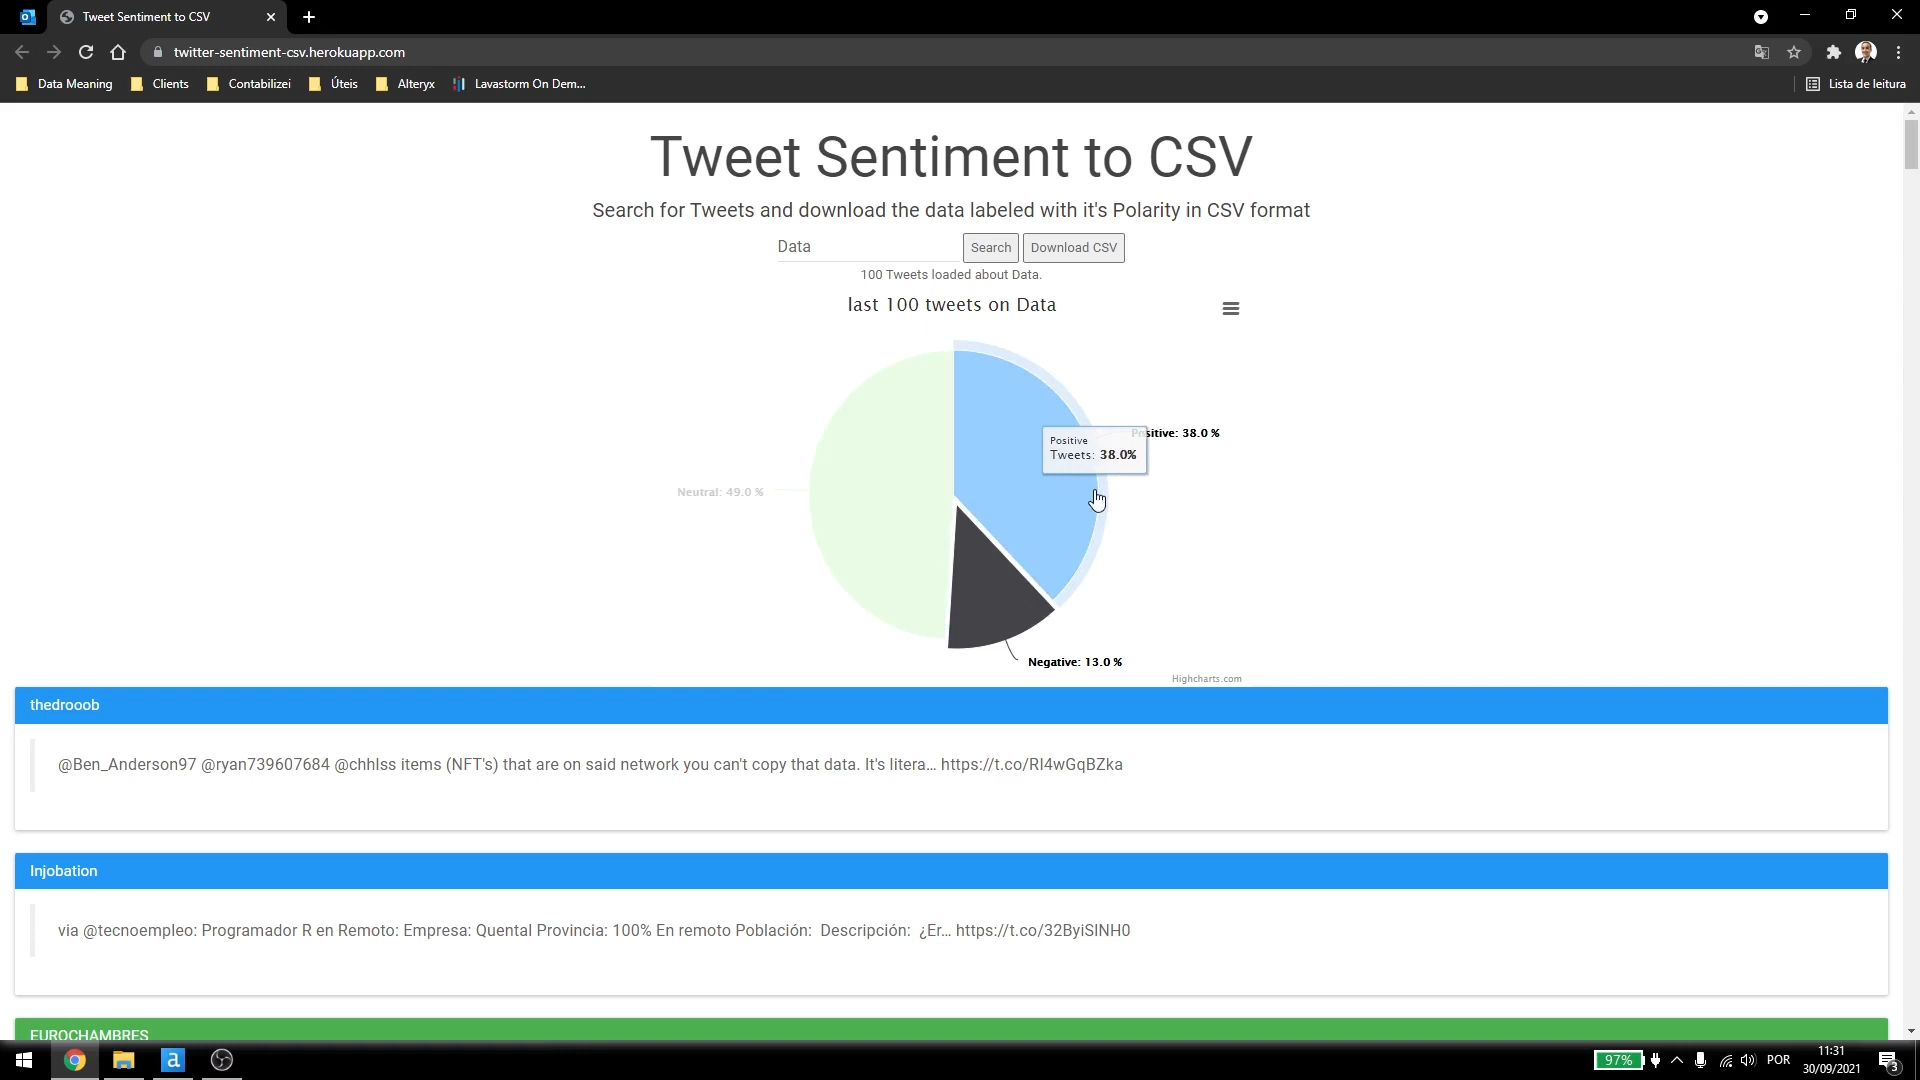 Tweet Sentiment to CSV
twitter-sentiment-csv.herokuapp.com
Data Meaning Clients Contabilizei Úteis Alteryx Lavastorm On Dem... Lista de leitura
Tweet Sentiment to CSV
Search for Tweets and download the data labeled with it's Polarity in CSV format
Data Search Download CSV
100 Tweets loaded about Data.
last 100 tweets on Data
Positive: 38.0 %
Positive
Tweets: 38.0%
Neutral: 49.0 %
Negative: 13.0 %
Highcharts.com
thedrooob
@Ben_Anderson97 @ryan739607684 @chhlss items (NFT's) that are on said network you can't copy that data. It's litera… https://t.co/RI4wGqBZka
Injobation
via @tecnoempleo: Programador R en Remoto: Empresa: Quental Provincia: 100% En remoto Población: Descripción: ¿Er… https://t.co/32ByiSINH0
EUROCHAMBRES
97% POR 11:31
30/09/2021 3